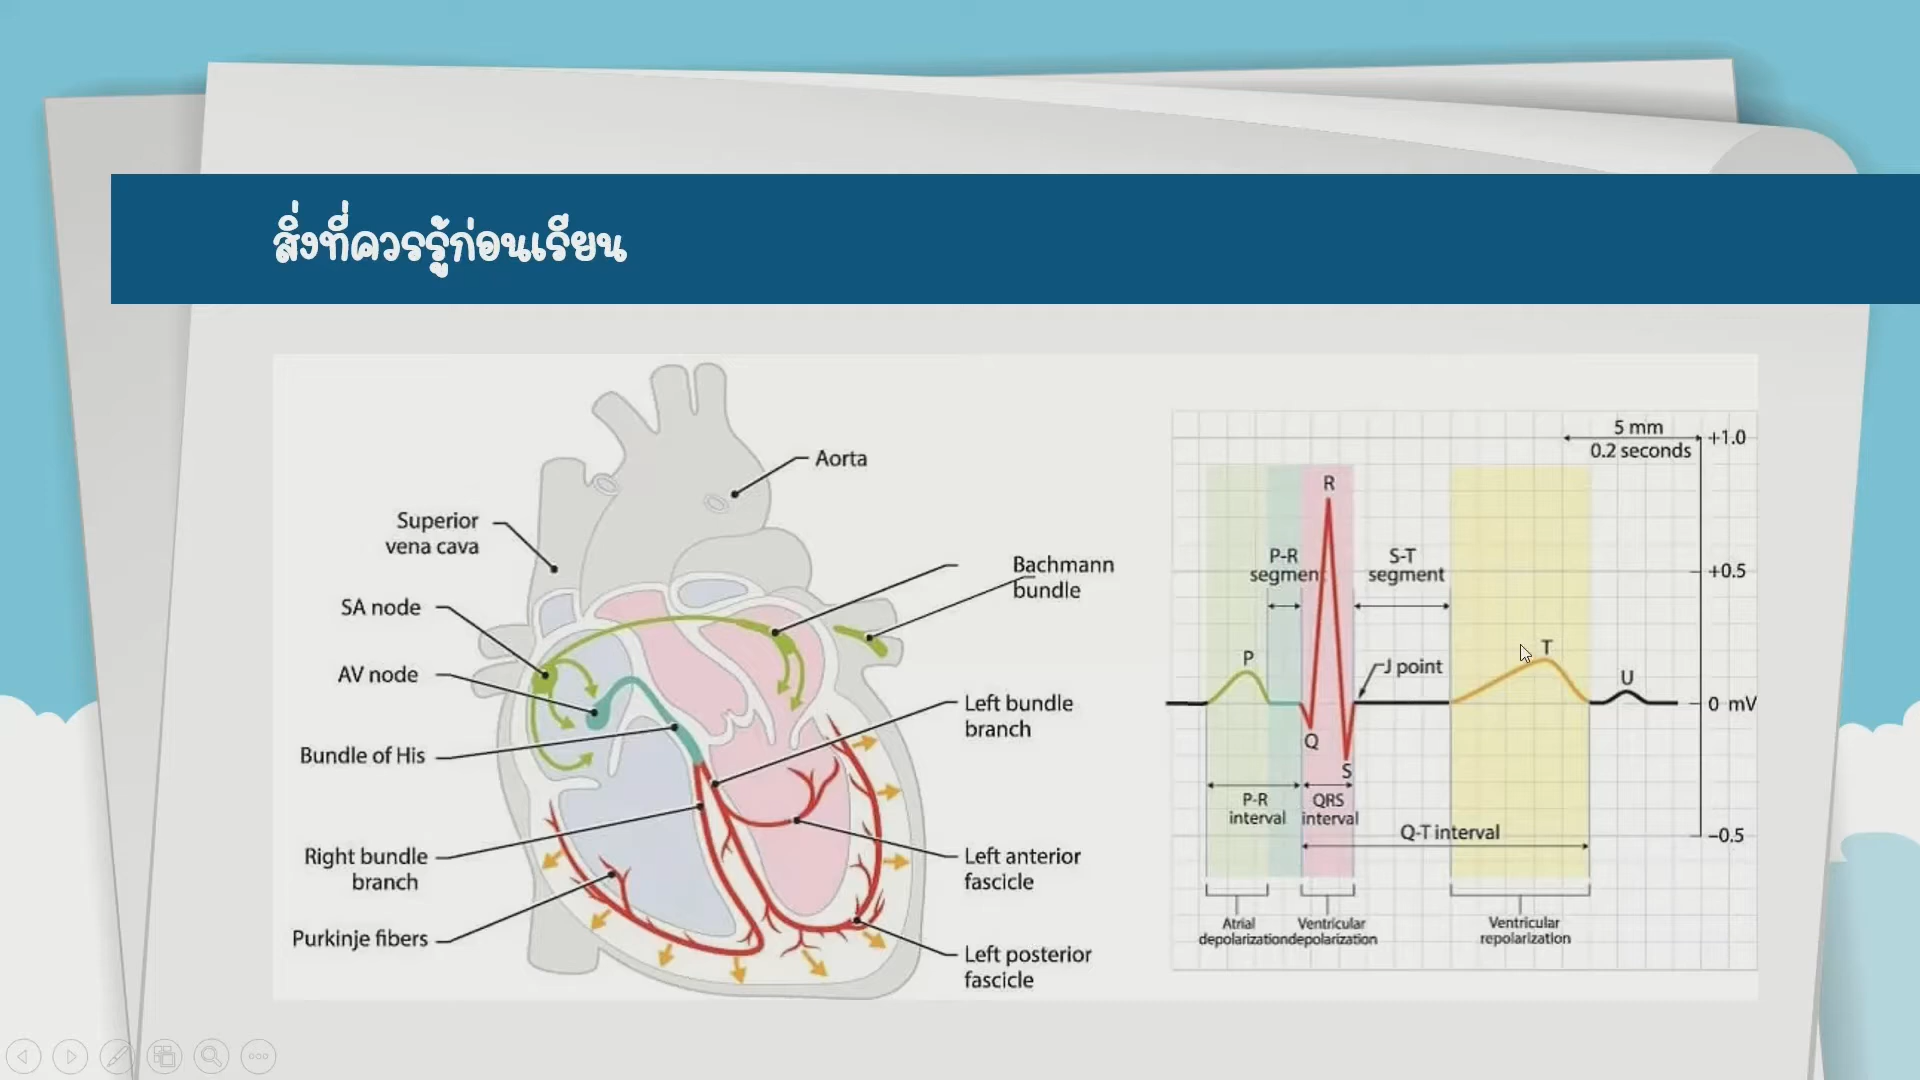 สิ่งที่ควรรู้ก่อนเรียน
Aorta
Superior
vena cava
SA node
AV node
Bundle of His
Right bundle
branch
Purkinje fibers
Bachmann
bundle
Left bundle
branch
Left anterior
fascicle
Left posterior
fascicle
5 mm
0.2 seconds
+1.0
+0.5
0 mV
−0.5
R
P-R
segment
S-T
segment
P
J point
T
U
Q
S
P-R
interval
QRS
interval
Q-T interval
Atrial
depolarization
Ventricular
depolarization
Ventricular
repolarization